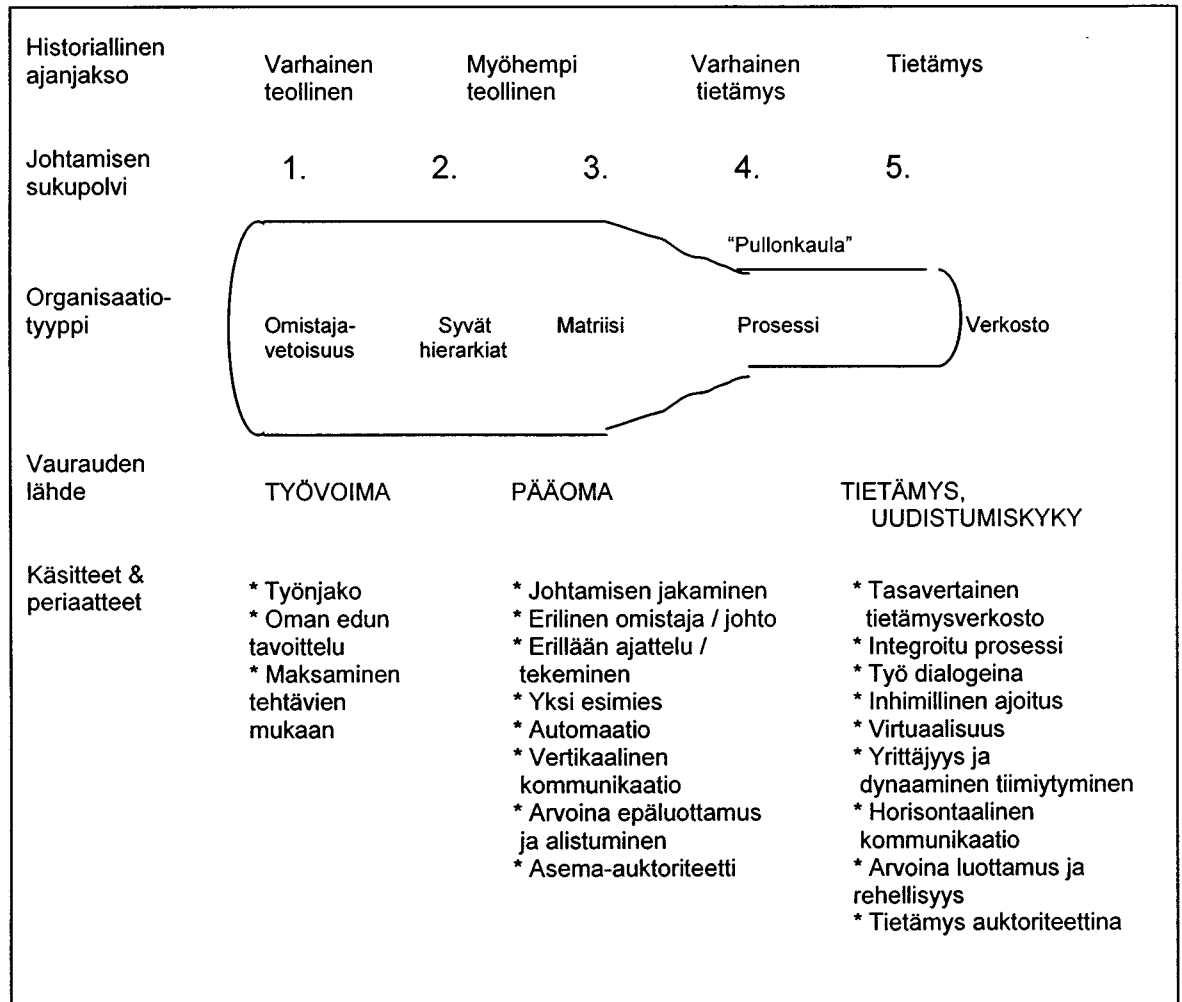 Historiallinen
ajanjakso
Varhainen
teollinen
Myöhempi
teollinen
Varhainen
tietämys
Tietämys
Johtamisen
sukupolvi
1.
2.
3.
4.
5.
"Pullonkaula"
Organisaatio-
tyyppi
Omistaja-
vetoisuus
Syvät
hierarkiat
Matriisi
Prosessi
Verkosto
Vaurauden
lähde
TYÖVOIMA
PÄÄOMA
TIETÄMYS,
UUDISTUMISKYKY
Käsitteet &
periaatteet
* Työnjako
* Oman edun
tavoittelu
* Maksaminen
tehtävien
mukaan
* Johtamisen jakaminen
* Erilinen omistaja / johto
* Erillään ajattelu /
tekeminen
* Yksi esimies
* Automaatio
* Vertikaalinen
kommunikaatio
* Arvoina epäluottamus
ja alistuminen
* Asema-auktoriteetti
* Tasavertainen
tietämysverkosto
* Integroitu prosessi
* Työ dialogeina
* Inhimillinen ajoitus
* Virtuaalisuus
* Yrittäjyys ja
dynaaminen tiimiytyminen
* Horisontaalinen
kommunikaatio
* Arvoina luottamus ja
rehellisyys
* Tietämys auktoriteettina